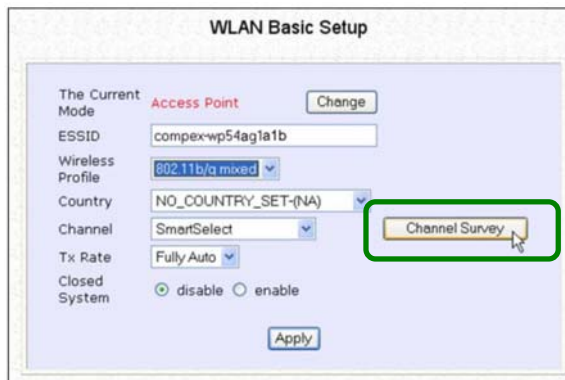 WLAN Basic Setup
The Current Mode Access Point Change
ESSID compex-wp54ag1a1b
Wireless Profile 802.11b/g mixed
Country NO_COUNTRY_SET-(NA)
Channel SmartSelect Channel Survey
Tx Rate Fully Auto
Closed System disable enable
Apply